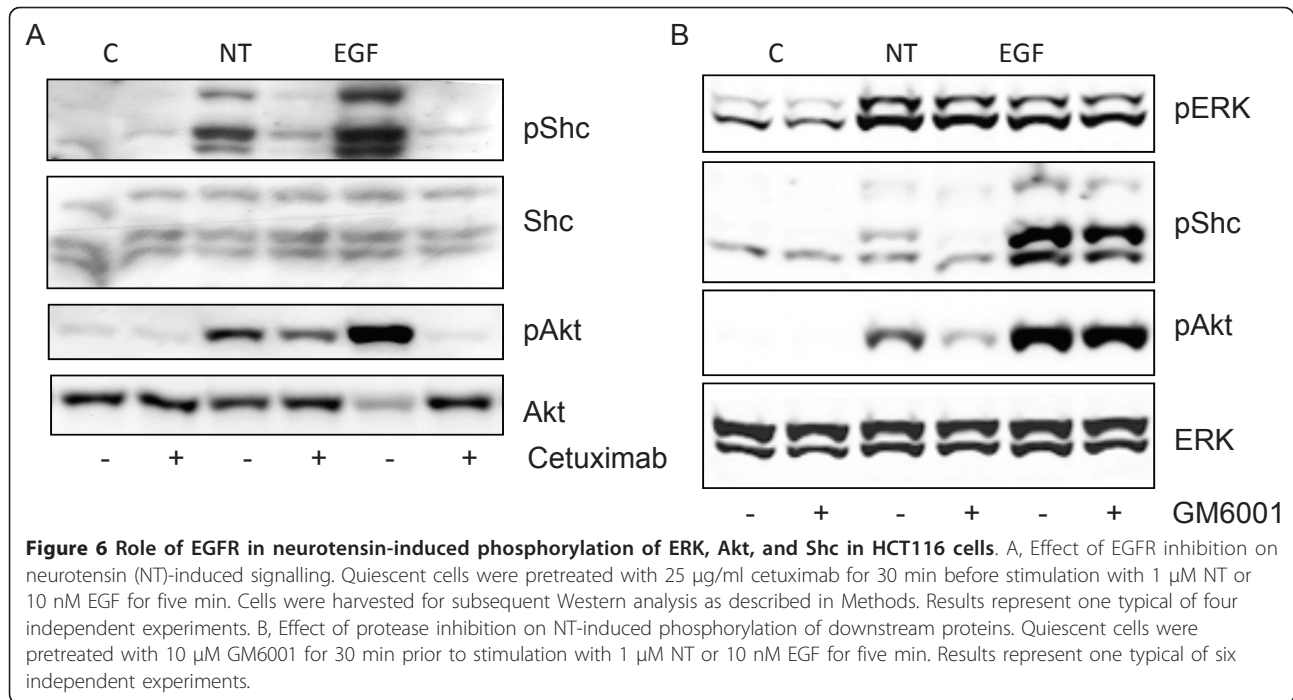 A
C NT EGF
pShc
Shc
pAkt
Akt
- + - + - + Cetuximab
B
C NT EGF
pERK
pShc
pAkt
ERK
- + - + - + GM6001
Figure 6 Role of EGFR in neurotensin-induced phosphorylation of ERK, Akt, and Shc in HCT116 cells. A, Effect of EGFR inhibition on
neurotensin (NT)-induced signalling. Quiescent cells were pretreated with 25 μg/ml cetuximab for 30 min before stimulation with 1 μM NT or
10 nM EGF for five min. Cells were harvested for subsequent Western analysis as described in Methods. Results represent one typical of four
independent experiments. B, Effect of protease inhibition on NT-induced phosphorylation of downstream proteins. Quiescent cells were
pretreated with 10 μM GM6001 for 30 min prior to stimulation with 1 μM NT or 10 nM EGF for five min. Results represent one typical of six
independent experiments.